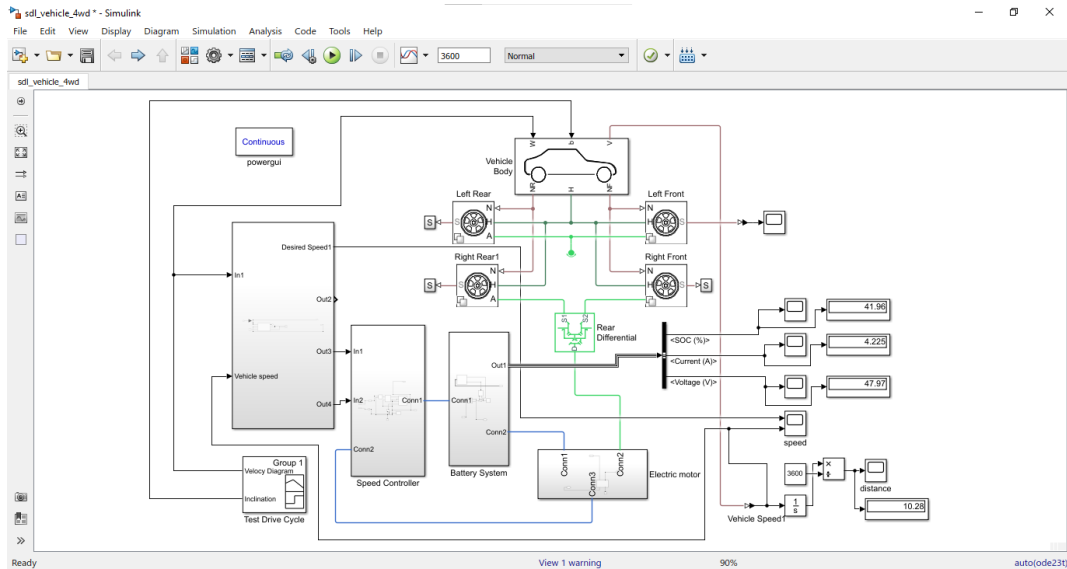 sdl_vehicle_4wd * - Simulink
File Edit View Display Diagram Simulation Analysis Code Tools Help
3600 Normal
sdl_vehicle_4wd
Continuous
powergui
W b V
Vehicle
Body
NR H NF
Left Rear
Left Front
S S N H A
N H A S
Right Rear1
Right Front
S S N H A
N H A S S
Desired Speed1
In1
Out2
Out3
Vehicle speed
Out4
In1
In2
Conn1
Conn2
Speed Controller
Conn1
Out1
Conn2
Battery System
S1 S2
D
Rear
Differential
<SOC (%)>
<Current (A)>
<Voltage (V)>
41.96
4.225
47.97
speed
Conn1 Conn2
Conn3
Electric motor
Group 1
Velocy Diagram
Inclination
Test Drive Cycle
3600
×
÷
distance
1
s
Vehicle Speed1
10.28
Ready View 1 warning 90% auto(ode23t)